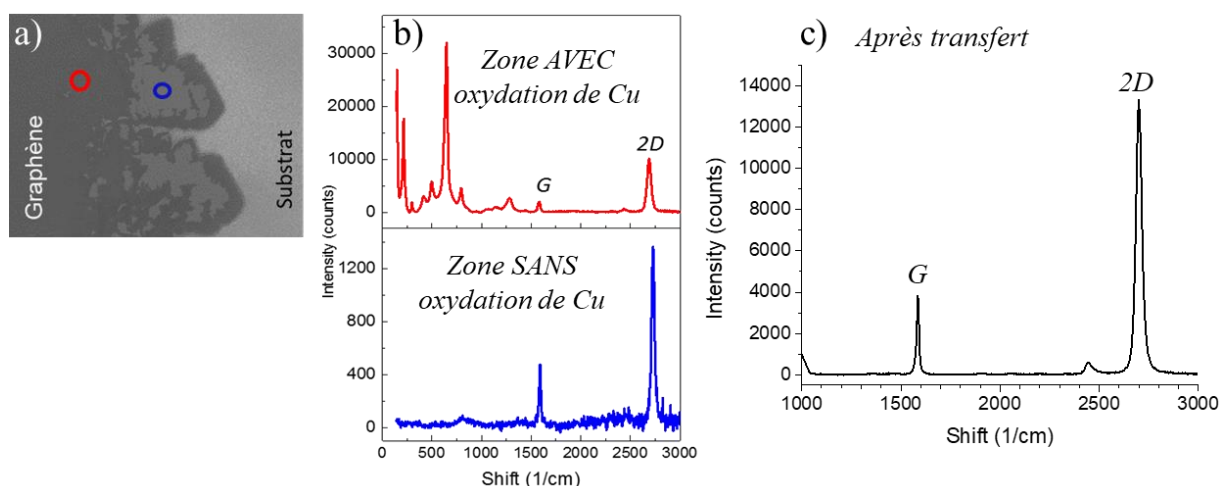 a)
Graphène
Substrat
b)
Zone AVEC
oxydation de Cu
G
2D
30000
20000
10000
0
Intensity (counts)
Zone SANS
oxydation de Cu
1200
800
400
0
Intensity (counts)
0 500 1000 1500 2000 2500 3000
Shift (1/cm)
c)
Après transfert
G
2D
14000
12000
10000
8000
6000
4000
2000
0
Intensity (counts)
1000 1500 2000 2500 3000
Shift (1/cm)